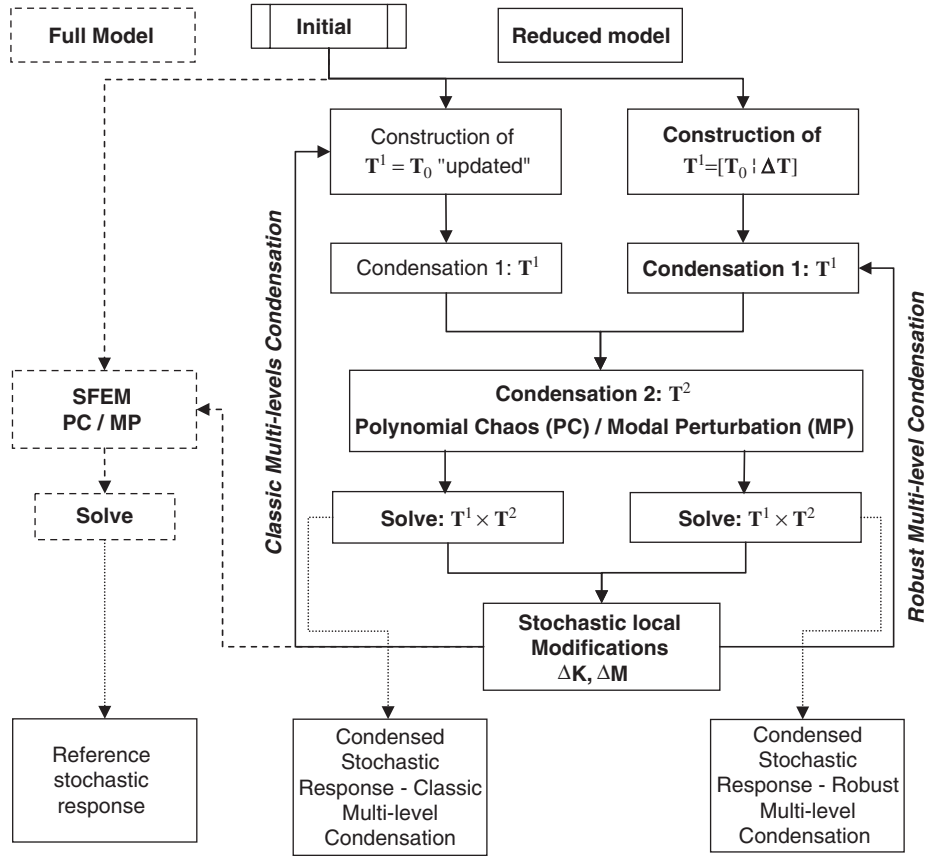 Full Model
Initial
Reduced model
Construction of
T¹ = T₀ "updated"
Construction of
T¹=[T₀ ¦ ΔT]
Classic Multi-levels Condensation
Condensation 1: T¹
Condensation 1: T¹
Robust Multi-level Condensation
SFEM
PC / MP
Condensation 2: T²
Polynomial Chaos (PC) / Modal Perturbation (MP)
Solve
Solve: T¹ × T²
Solve: T¹ × T²
Stochastic local
Modifications
ΔK, ΔM
Reference
stochastic
response
Condensed
Stochastic
Response - Classic
Multi-level
Condensation
Condensed
Stochastic
Response - Robust
Multi-level
Condensation